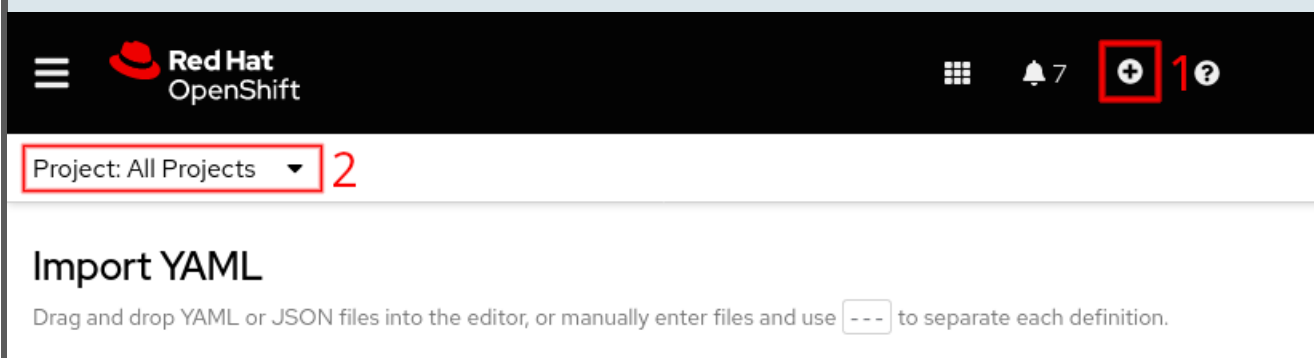 Red Hat
OpenShift
7
1
Project: All Projects
2
Import YAML
Drag and drop YAML or JSON files into the editor, or manually enter files and use --- to separate each definition.